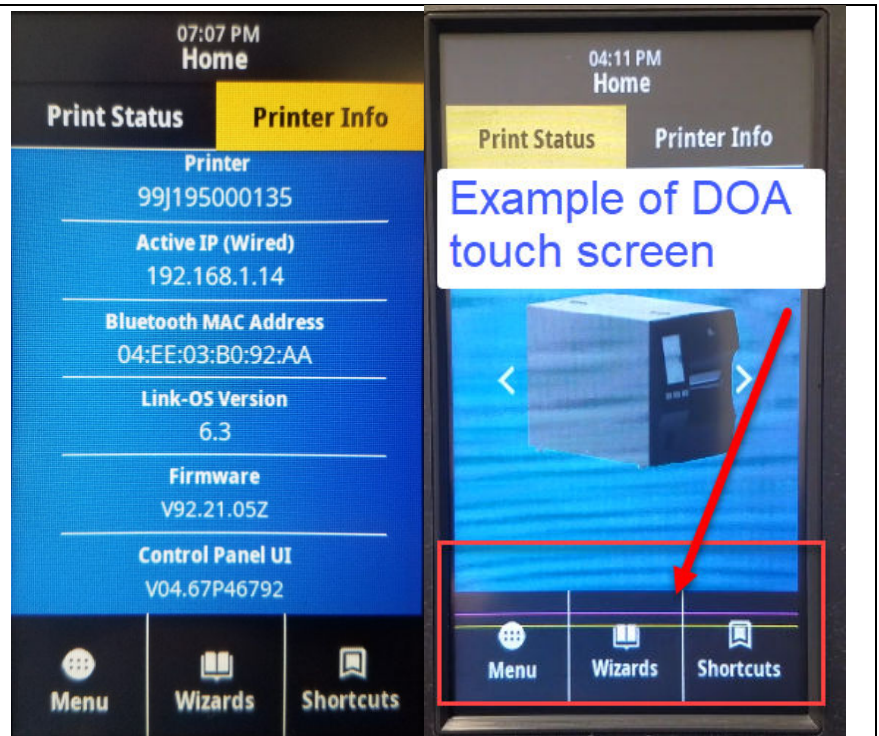 07:07 PM
Home
Print Status Printer Info
Printer
99J195000135
Active IP (Wired)
192.168.1.14
Bluetooth MAC Address
04:EE:03:B0:92:AA
Link-OS Version
6.3
Firmware
V92.21.05Z
Control Panel UI
V04.67P46792
Menu Wizards Shortcuts
04:11 PM
Home
Print Status Printer Info
Example of DOA
touch screen
Menu Wizards Shortcuts